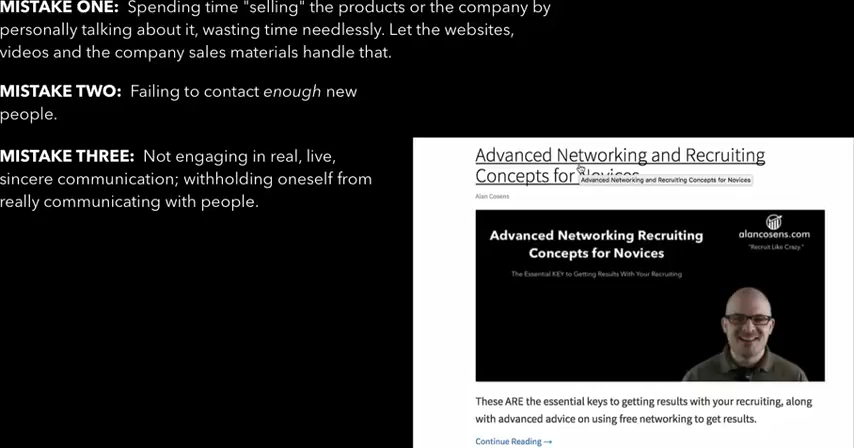 MISTAKE ONE: Spending time "selling" the products or the company by
personally talking about it, wasting time needlessly. Let the websites,
videos and the company sales materials handle that.
MISTAKE TWO: Failing to contact enough new
people.
MISTAKE THREE: Not engaging in real, live,
sincere communication; withholding oneself from
really communicating with people.
Advanced Networking and Recruiting
Concepts for Novices
Advanced Networking and Recruiting Concepts for Novices
Alan Cosens
Advanced Networking Recruiting
Concepts for Novices
The Essential KEY to Getting Results With Your Recruiting
alancosens.com
"Recruit Like Crazy."
These ARE the essential keys to getting results with your recruiting, along
with advanced advice on using free networking to get results.
Continue Reading →